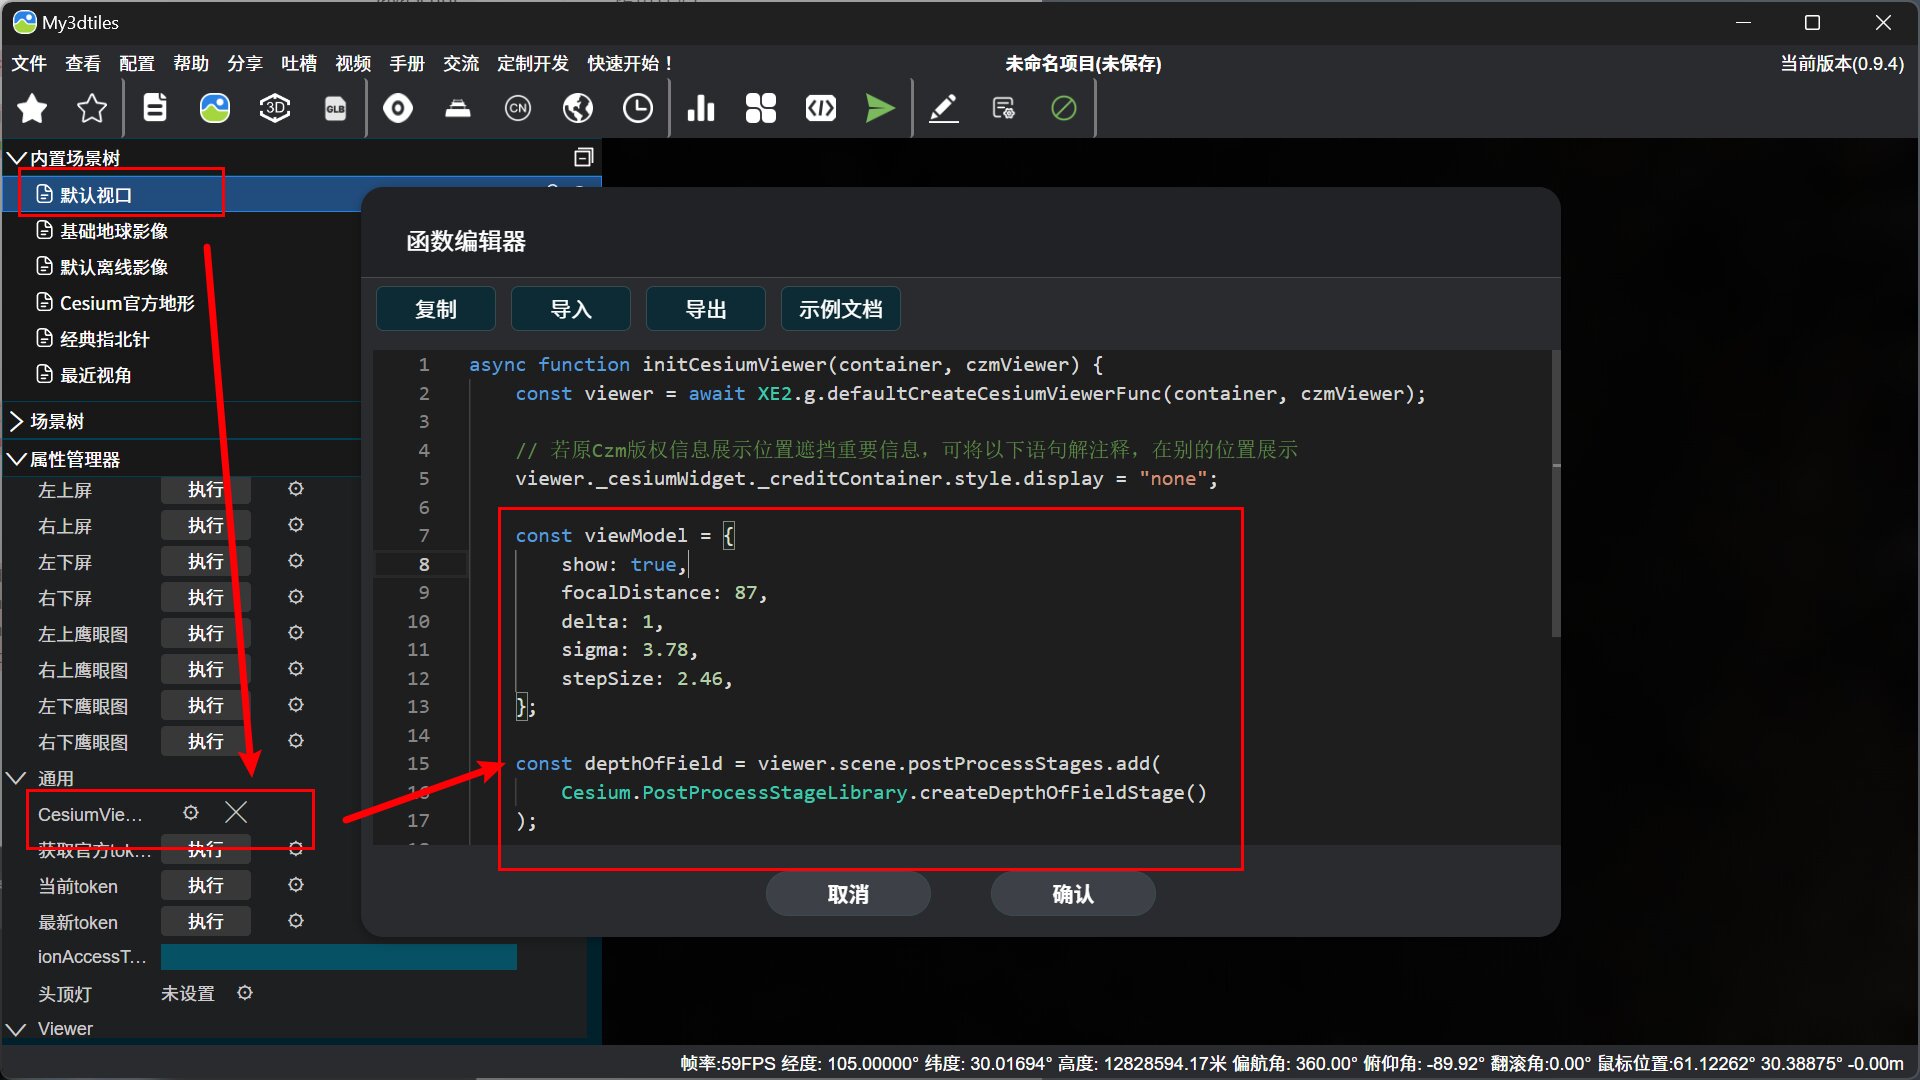 My3dtiles
文件 查看 配置 帮助 分享 吐槽 视频 手册 交流 定制开发 快速开始！ 未命名项目(未保存) 当前版本(0.9.4)
3D GLB CN
内置场景树
默认视口
基础地球影像
默认离线影像
Cesium官方地形
经典指北针
最近视角
场景树
属性管理器
左上屏 执行
右上屏 执行
左下屏 执行
右下屏 执行
左上鹰眼图 执行
右上鹰眼图 执行
左下鹰眼图 执行
右下鹰眼图 执行
通用
CesiumVie...
获取官方tok... 执行
当前token 执行
最新token 执行
ionAccessT...
头顶灯 未设置
Viewer
函数编辑器
复制 导入 导出 示例文档
1 async function initCesiumViewer(container, czmViewer) {
2 const viewer = await XE2.g.defaultCreateCesiumViewerFunc(container, czmViewer);
3
4 // 若原Czm版权信息展示位置遮挡重要信息，可将以下语句解注释，在别的位置展示
5 viewer._cesiumWidget._creditContainer.style.display = "none";
6
7 const viewModel = {
8 show: true,
9 focalDistance: 87,
10 delta: 1,
11 sigma: 3.78,
12 stepSize: 2.46,
13 };
14
15 const depthOfField = viewer.scene.postProcessStages.add(
16 Cesium.PostProcessStageLibrary.createDepthOfFieldStage()
17 );
取消 确认
帧率:59FPS 经度: 105.00000° 纬度: 30.01694° 高度: 12828594.17米 偏航角: 360.00° 俯仰角: -89.92° 翻滚角:0.00° 鼠标位置:61.12262° 30.38875° -0.00m